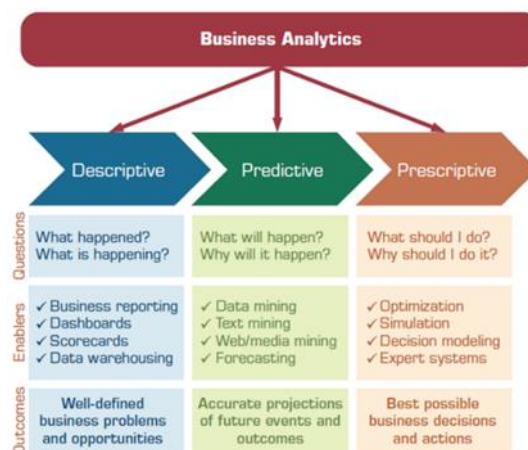 Business Analytics
Descriptive
Predictive
Prescriptive
Questions
What happened?
What is happening?
What will happen?
Why will it happen?
What should I do?
Why should I do it?
Enablers
✓ Business reporting
✓ Dashboards
✓ Scorecards
✓ Data warehousing
✓ Data mining
✓ Text mining
✓ Web/media mining
✓ Forecasting
✓ Optimization
✓ Simulation
✓ Decision modeling
✓ Expert systems
Outcomes
Well-defined
business problems
and opportunities
Accurate projections
of future events and
outcomes
Best possible
business decisions
and actions